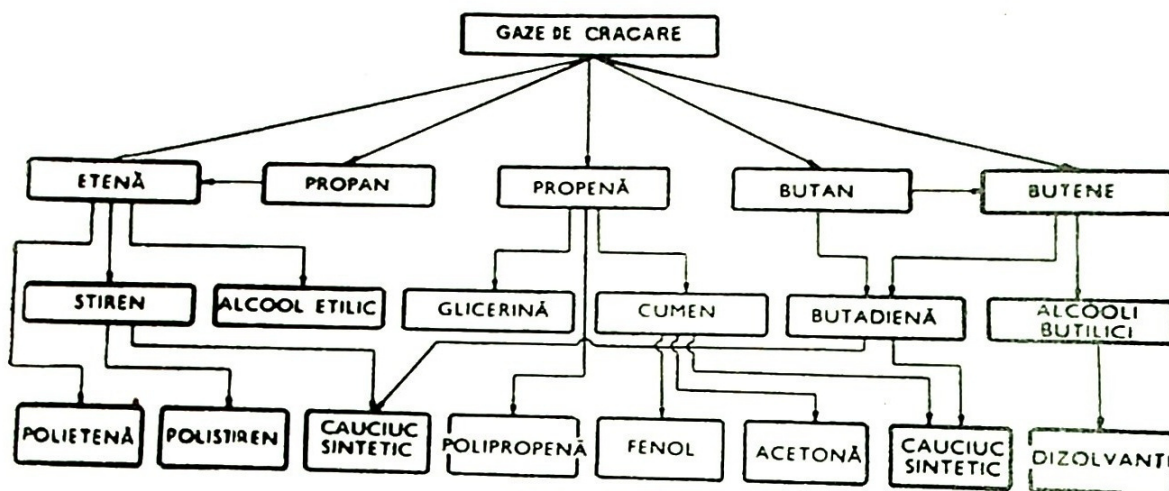 GAZE DE CRACARE
ETENĂ
PROPAN
PROPENĂ
BUTAN
BUTENE
STIREN
ALCOOL ETILIC
GLICERINĂ
CUMEN
BUTADIENĂ
ALCOOLI
BUTILICI
POLIETENĂ
POLISTIREN
CAUCIUC
SINTETIC
POLIPROPENĂ
FENOL
ACETONĂ
CAUCIUC
SINTETIC
DIZOLVANTI